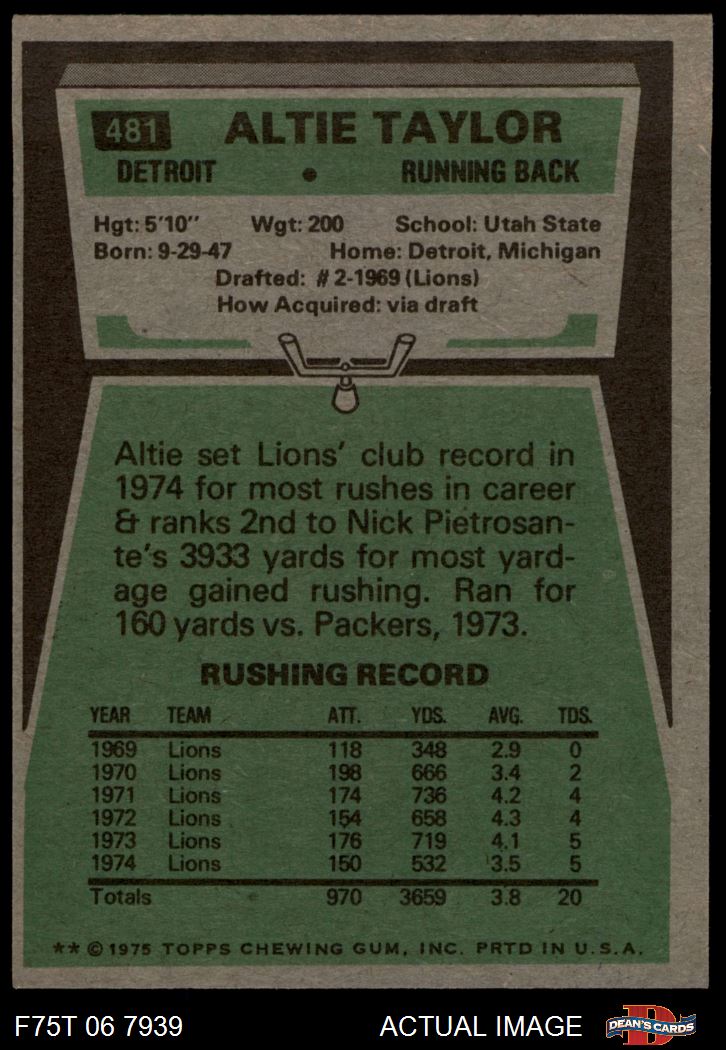 481 ALTIE TAYLOR
DETROIT • RUNNING BACK
Hgt: 5'10" Wgt: 200 School: Utah State
Born: 9-29-47 Home: Detroit, Michigan
Drafted: #2-1969 (Lions)
How Acquired: via draft
Altie set Lions' club record in
1974 for most rushes in career
& ranks 2nd to Nick Pietrosan-
te's 3933 yards for most yard-
age gained rushing. Ran for
160 yards vs. Packers, 1973.
RUSHING RECORD
YEAR TEAM ATT. YDS. AVG. TDS.
1969 Lions 118 348 2.9 0
1970 Lions 198 666 3.4 2
1971 Lions 174 736 4.2 4
1972 Lions 154 658 4.3 4
1973 Lions 176 719 4.1 5
1974 Lions 150 532 3.5 5
Totals 970 3659 3.8 20
** © 1975 TOPPS CHEWING GUM, INC. PRTD IN U.S.A.
F75T 06 7939 ACTUAL IMAGE D DEAN'S CARDS